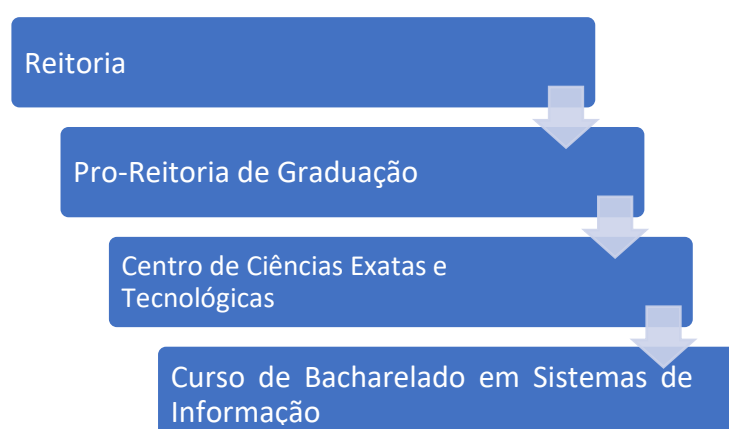 Reitoria
Pro-Reitoria de Graduação
Centro de Ciências Exatas e
Tecnológicas
Curso de Bacharelado em Sistemas de
Informação